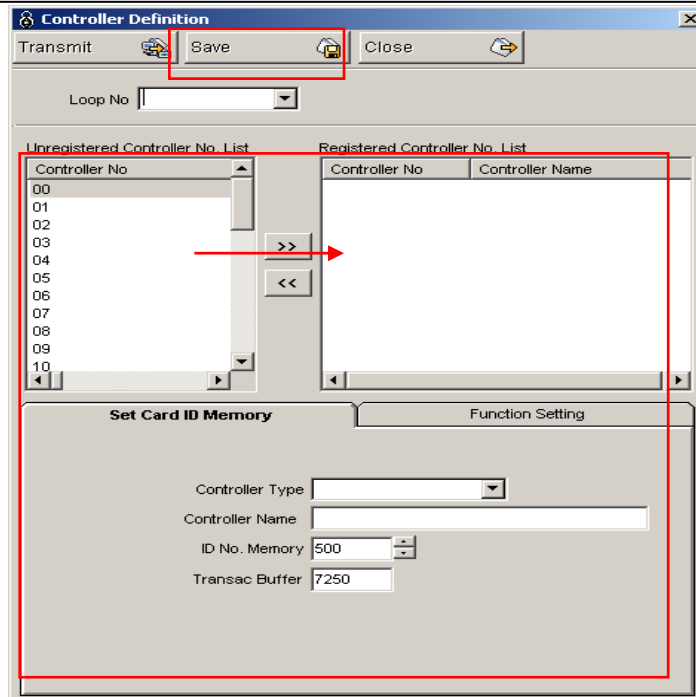 Controller Definition
Transmit Save Close
Loop No
Unregistered Controller No. List Registered Controller No. List
Controller No Controller No Controller Name
00
01
02
03 >>
04
05 <<
06
07
08
09
10
Set Card ID Memory Function Setting
Controller Type
Controller Name
ID No. Memory 500
Transac Buffer 7250